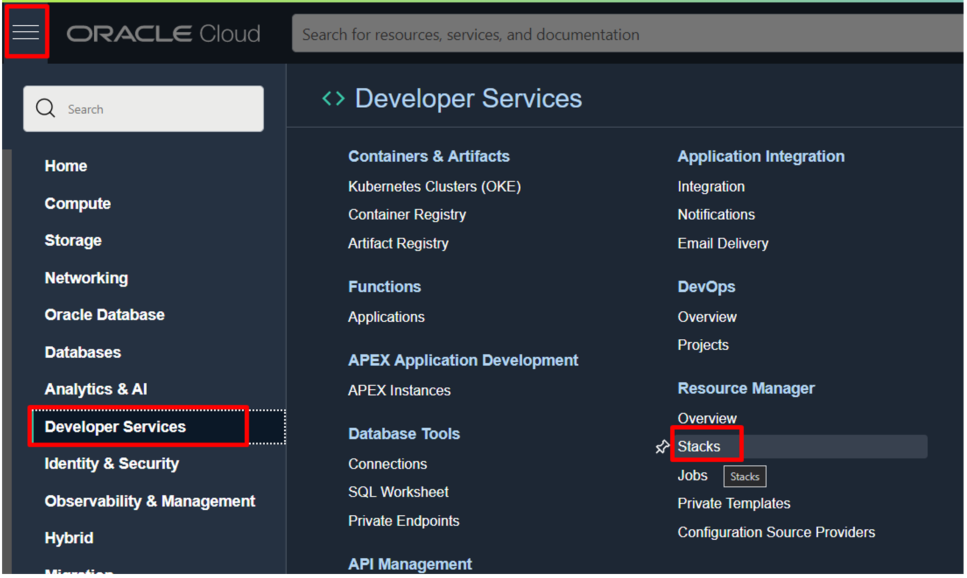 ORACLE Cloud
Search for resources, services, and documentation
Search
Home
Compute
Storage
Networking
Oracle Database
Databases
Analytics & AI
Developer Services
Identity & Security
Observability & Management
Hybrid
Migration
Developer Services
Containers & Artifacts
Kubernetes Clusters (OKE)
Container Registry
Artifact Registry
Functions
Applications
APEX Application Development
APEX Instances
Database Tools
Connections
SQL Worksheet
Private Endpoints
API Management
Application Integration
Integration
Notifications
Email Delivery
DevOps
Overview
Projects
Resource Manager
Overview
Stacks
Jobs
Stacks
Private Templates
Configuration Source Providers